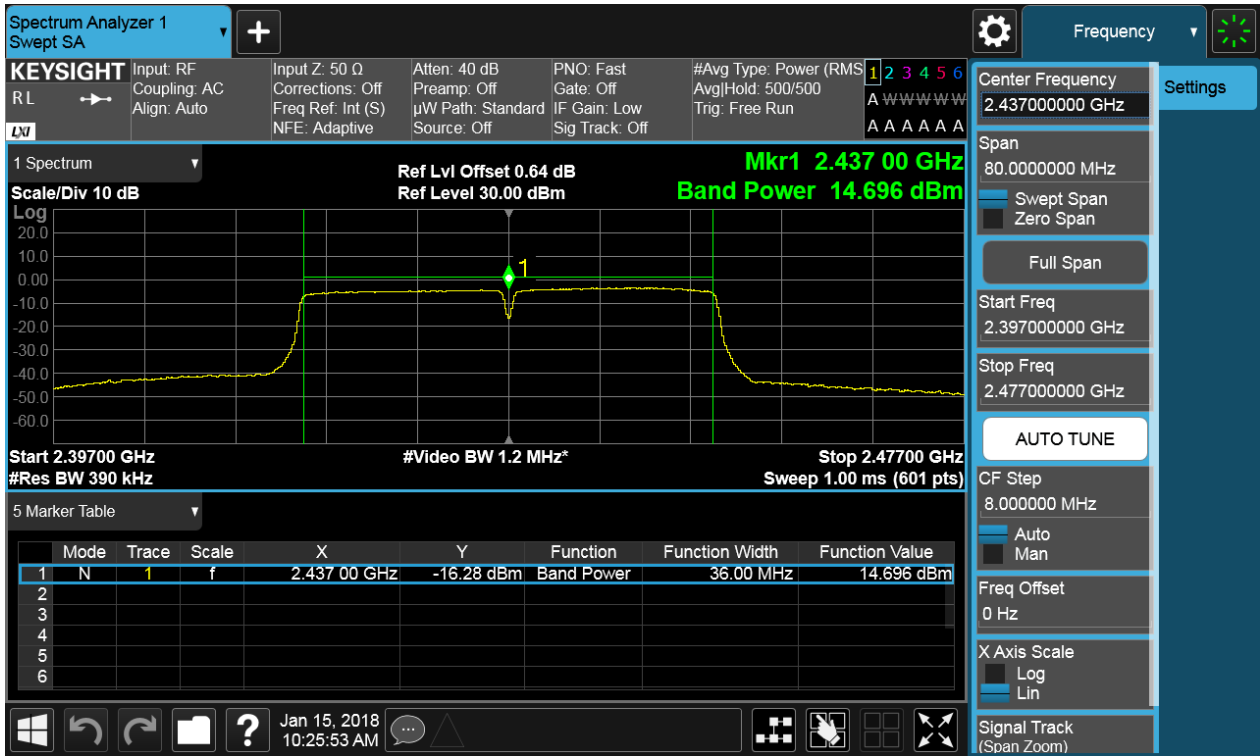 Spectrum Analyzer 1
Swept SA
+
Frequency
KEYSIGHT
RL
LXI
Input: RF
Coupling: AC
Align: Auto
Input Z: 50 Ω
Corrections: Off
Freq Ref: Int (S)
NFE: Adaptive
Atten: 40 dB
Preamp: Off
µW Path: Standard
Source: Off
PNO: Fast
Gate: Off
IF Gain: Low
Sig Track: Off
#Avg Type: Power (RMS
Avg|Hold: 500/500
Trig: Free Run
1 2 3 4 5 6
A W W W W W
A A A A A A
1 Spectrum
Scale/Div 10 dB
Ref Lvl Offset 0.64 dB
Ref Level 30.00 dBm
Mkr1 2.437 00 GHz
Band Power 14.696 dBm
Log
20.0
10.0
0.00
-10.0
-20.0
-30.0
-40.0
-50.0
-60.0
1
Start 2.39700 GHz
#Res BW 390 kHz
#Video BW 1.2 MHz*
Stop 2.47700 GHz
Sweep 1.00 ms (601 pts)
5 Marker Table
Mode Trace Scale X Y Function Function Width Function Value
1 N 1 f 2.437 00 GHz -16.28 dBm Band Power 36.00 MHz 14.696 dBm
2
3
4
5
6
?
Jan 15, 2018
10:25:53 AM
Center Frequency
2.437000000 GHz
Settings
Span
80.0000000 MHz
Swept Span
Zero Span
Full Span
Start Freq
2.397000000 GHz
Stop Freq
2.477000000 GHz
AUTO TUNE
CF Step
8.000000 MHz
Auto
Man
Freq Offset
0 Hz
X Axis Scale
Log
Lin
Signal Track
(Span Zoom)